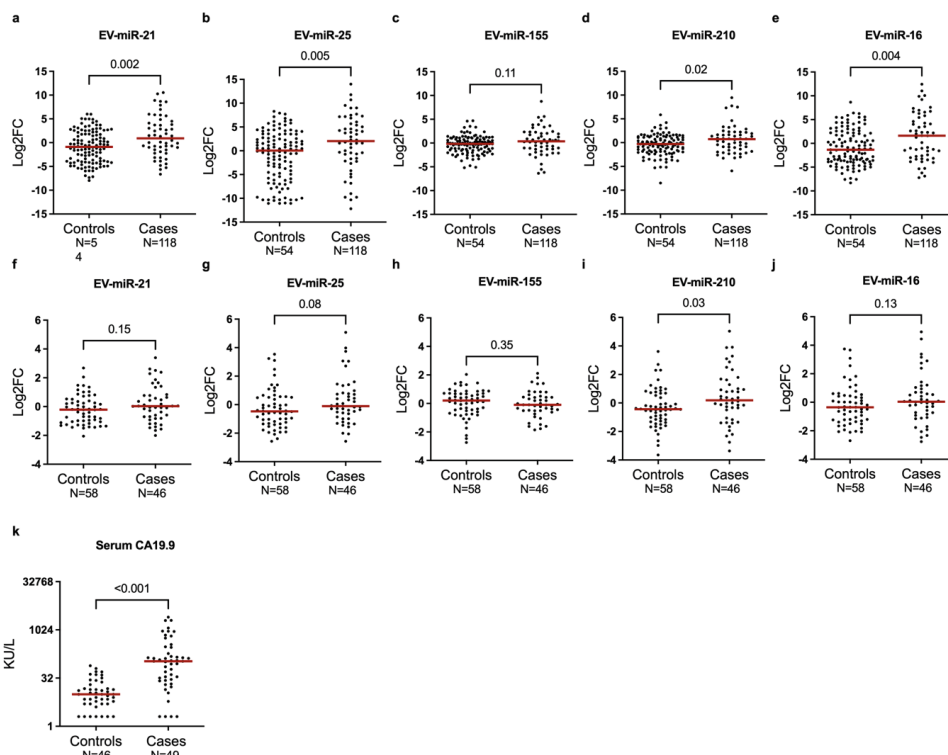 a b c d e
EV-miR-21 EV-miR-25 EV-miR-155 EV-miR-210 EV-miR-16
0.002 0.005 0.11 0.02 0.004
15 15 15 15 15
10 10 10 10 10
5 5 5 5 5
0 0 0 0 0
-5 -5 -5 -5 -5
-10 -10 -10 -10 -10
-15 -15 -15 -15 -15
Log2FC Log2FC Log2FC Log2FC Log2FC
Controls Cases Controls Cases Controls Cases Controls Cases Controls Cases
N=5 N=118 N=54 N=118 N=54 N=118 N=54 N=118 N=54 N=118
4
f g h i j
EV-miR-21 EV-miR-25 EV-miR-155 EV-miR-210 EV-miR-16
0.15 0.08 0.35 0.03 0.13
6 6 6 6 6
4 4 4 4 4
2 2 2 2 2
0 0 0 0 0
-2 -2 -2 -2 -2
-4 -4 -4 -4 -4
Log2FC Log2FC Log2FC Log2FC Log2FC
Controls Cases Controls Cases Controls Cases Controls Cases Controls Cases
N=58 N=46 N=58 N=46 N=58 N=46 N=58 N=46 N=58 N=46
k
Serum CA19.9
<0.001
32768
1024
32
1
KU/L
Controls Cases
N=46 N=49